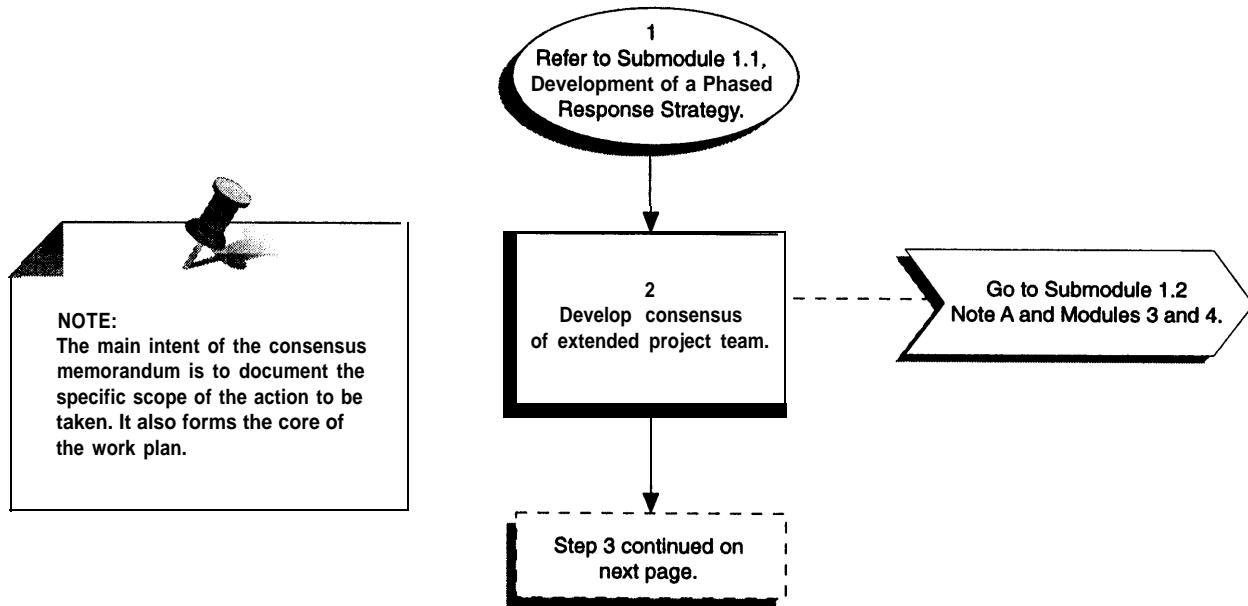 1
Refer to Submodule 1.1,
Development of a Phased
Response Strategy.
NOTE:
The main intent of the consensus
memorandum is to document the
specific scope of the action to be
taken. It also forms the core of
the work plan.
2
Develop consensus
of extended project team.
Go to Submodule 1.2
Note A and Modules 3 and 4.
Step 3 continued on
next page.